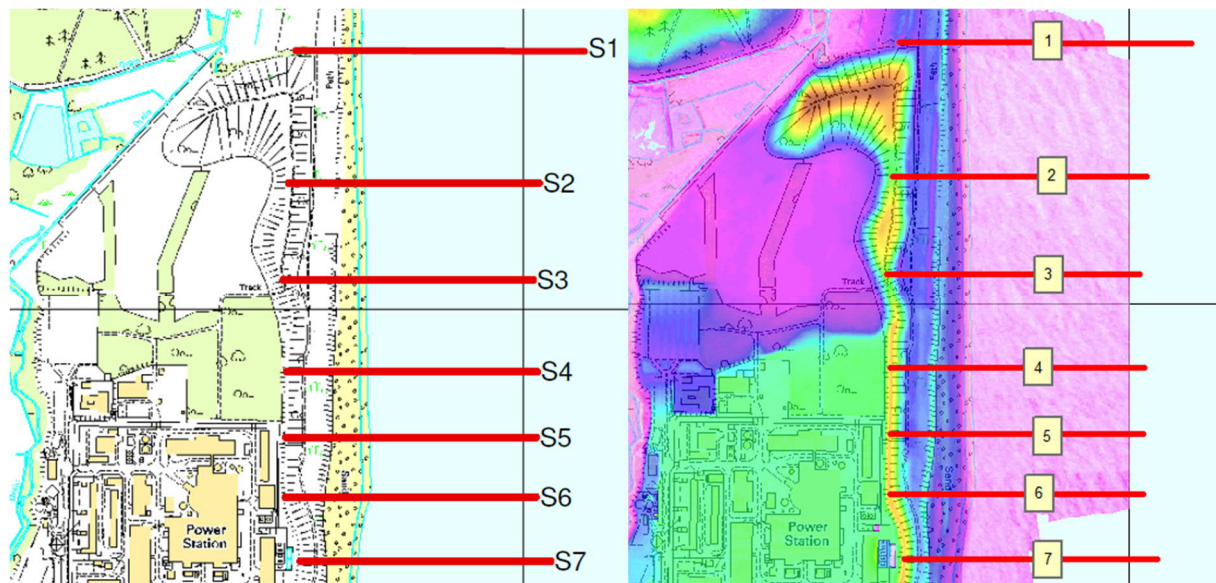 S1
Path
Drain
S2
S3
Track
S4
S5
S6
Sand
Power
Station
S7
1
Path
2
3
Track
4
5
6
Sand
Power
Station
7